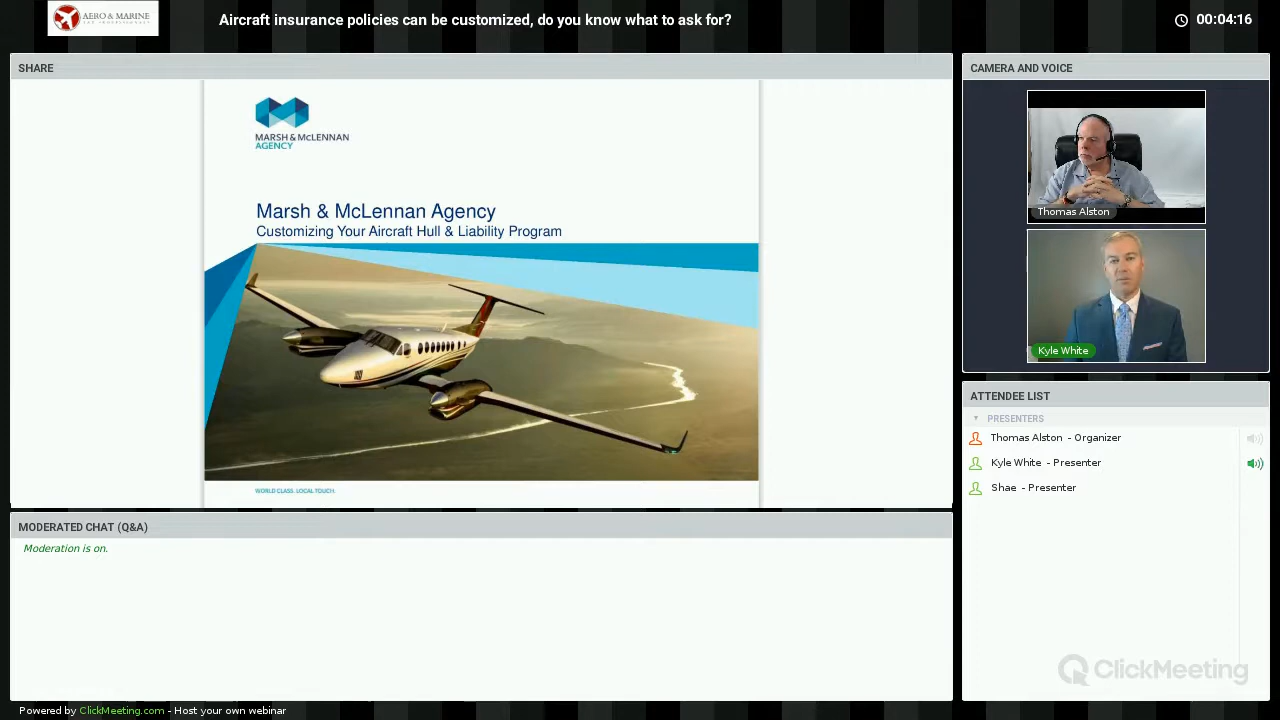 AERO & MARINE
TAX PROFESSIONALS
Aircraft insurance policies can be customized, do you know what to ask for?
00:04:16
SHARE
MARSH & McLENNAN
AGENCY
Marsh & McLennan Agency
Customizing Your Aircraft Hull & Liability Program
WORLD CLASS. LOCAL TOUCH.
CAMERA AND VOICE
Thomas Alston
Kyle White
ATTENDEE LIST
PRESENTERS
Thomas Alston - Organizer
Kyle White - Presenter
Shae - Presenter
MODERATED CHAT (Q&A)
Moderation is on.
ClickMeeting
Powered by ClickMeeting.com - Host your own webinar